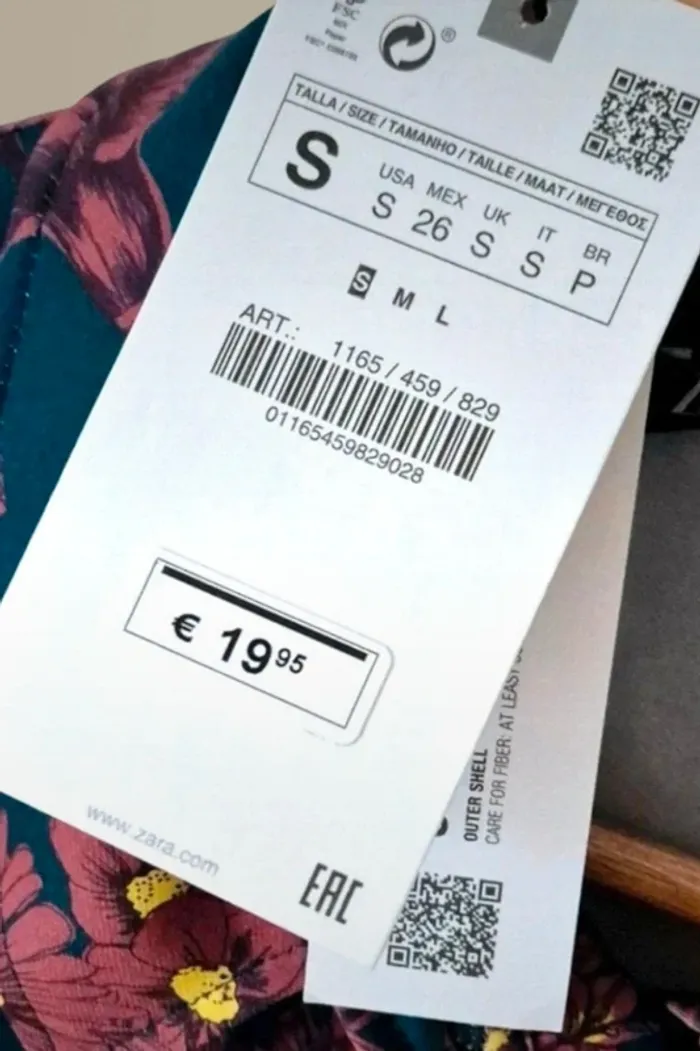 FSC
®
TALLA / SIZE / TAMANHO / TAILLE / MAAT / ΜΕΓΕΘΟΣ
S
USA MEX UK IT BR
S 26 S S P
S M L
ART.: 1165 / 459 / 829
01165459829028
€ 19 95
www.zara.com
EAC
OUTER SHELL
CARE FOR FIBER: AT LEAST